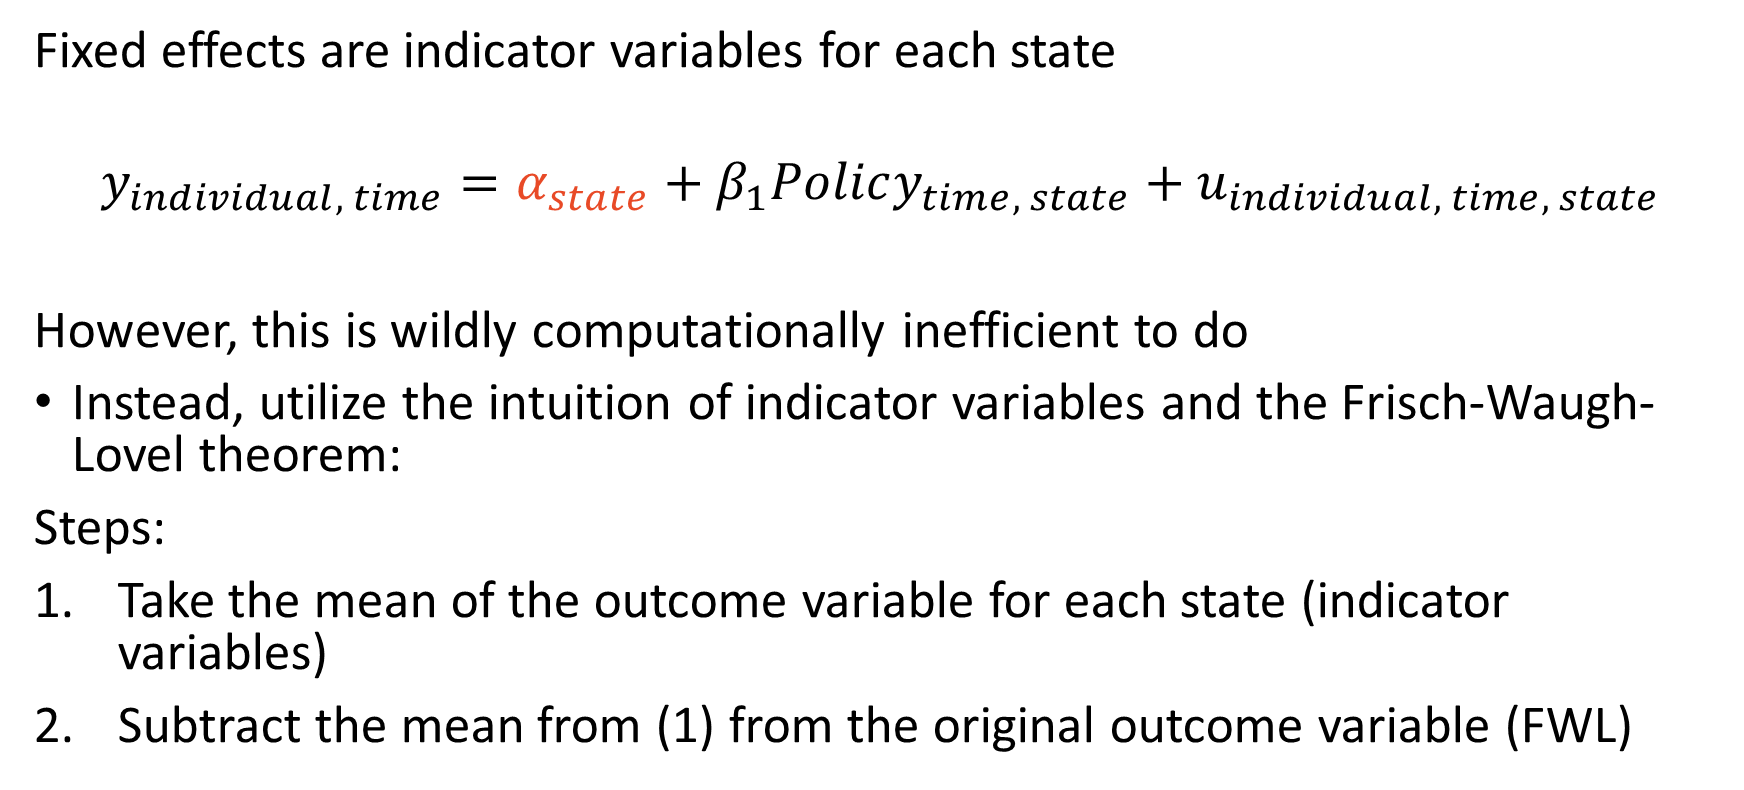 Fixed effects are indicator variables for each state
y_{individual, time} = α_{state} + β_1 Policy_{time, state} + u_{individual, time, state}
However, this is wildly computationally inefficient to do
• Instead, utilize the intuition of indicator variables and the Frisch-Waugh-
Lovel theorem:
Steps:
1. Take the mean of the outcome variable for each state (indicator
variables)
2. Subtract the mean from (1) from the original outcome variable (FWL)